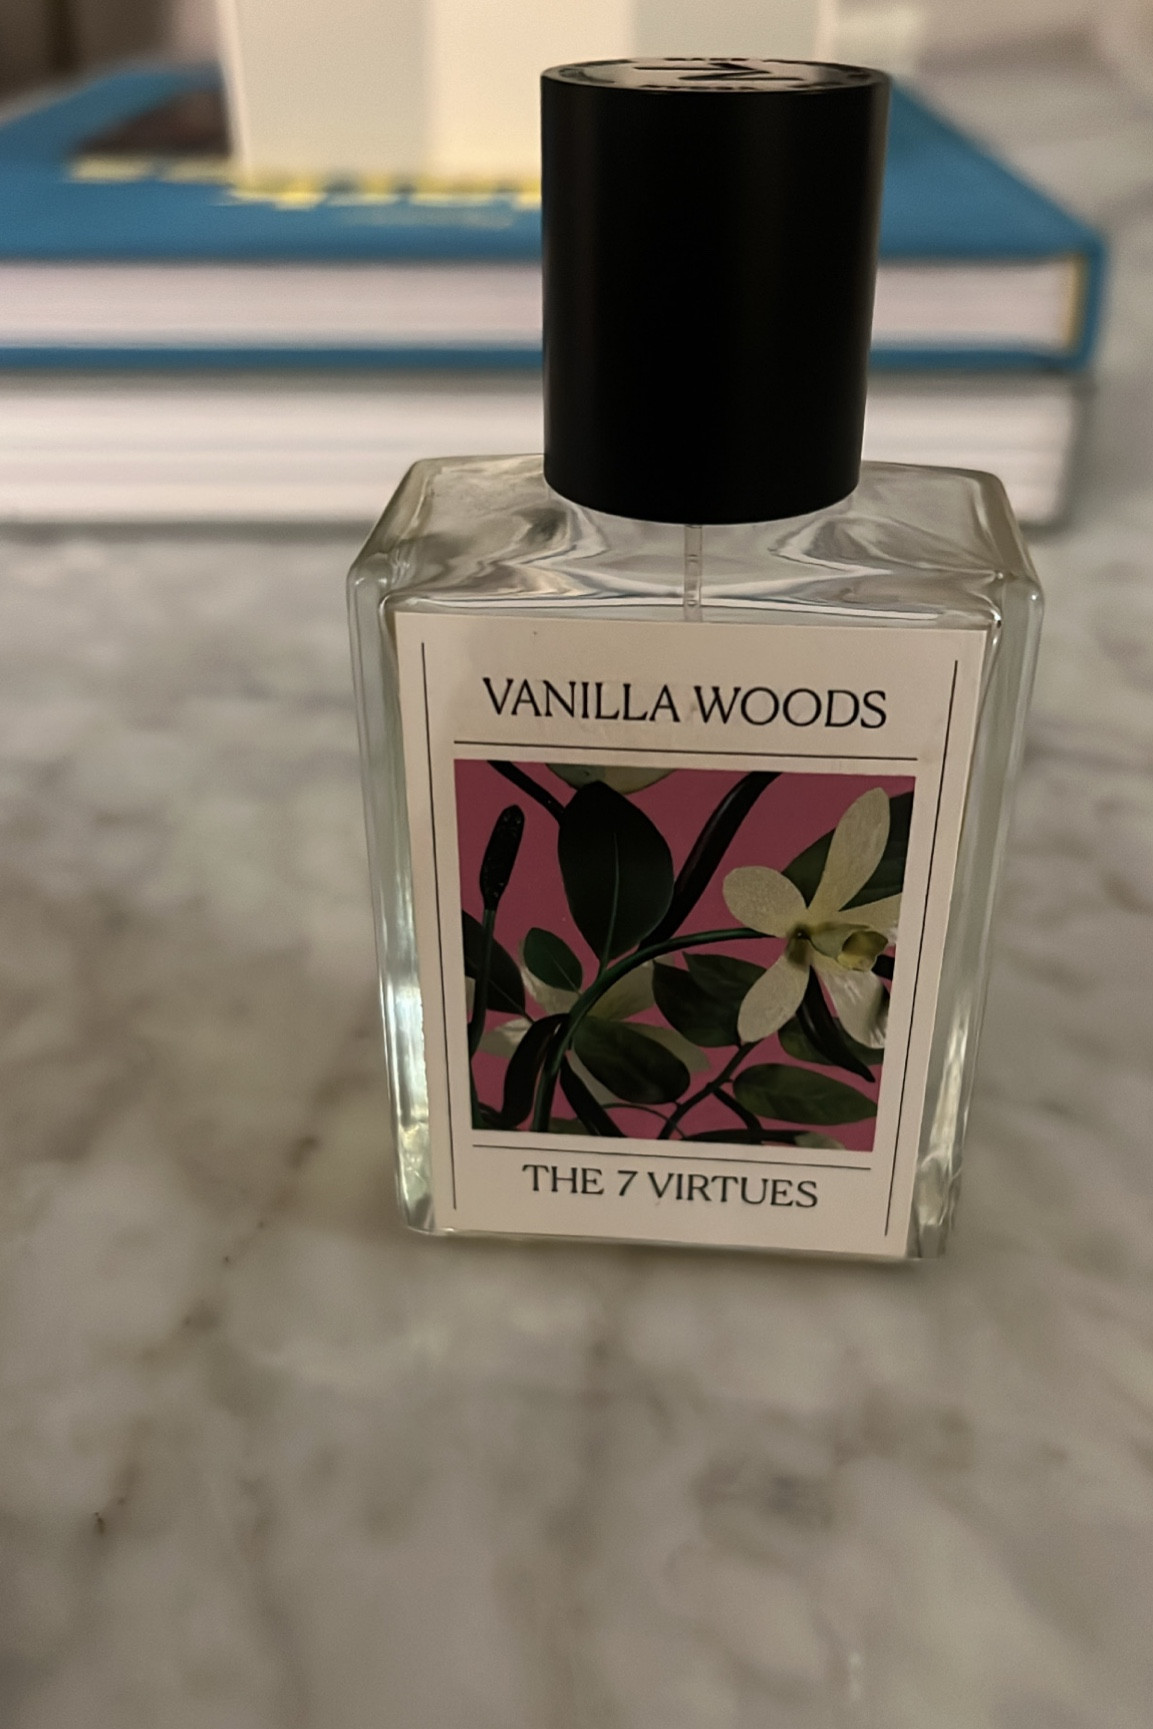 VANILLA WOODS
THE 7 VIRTUES